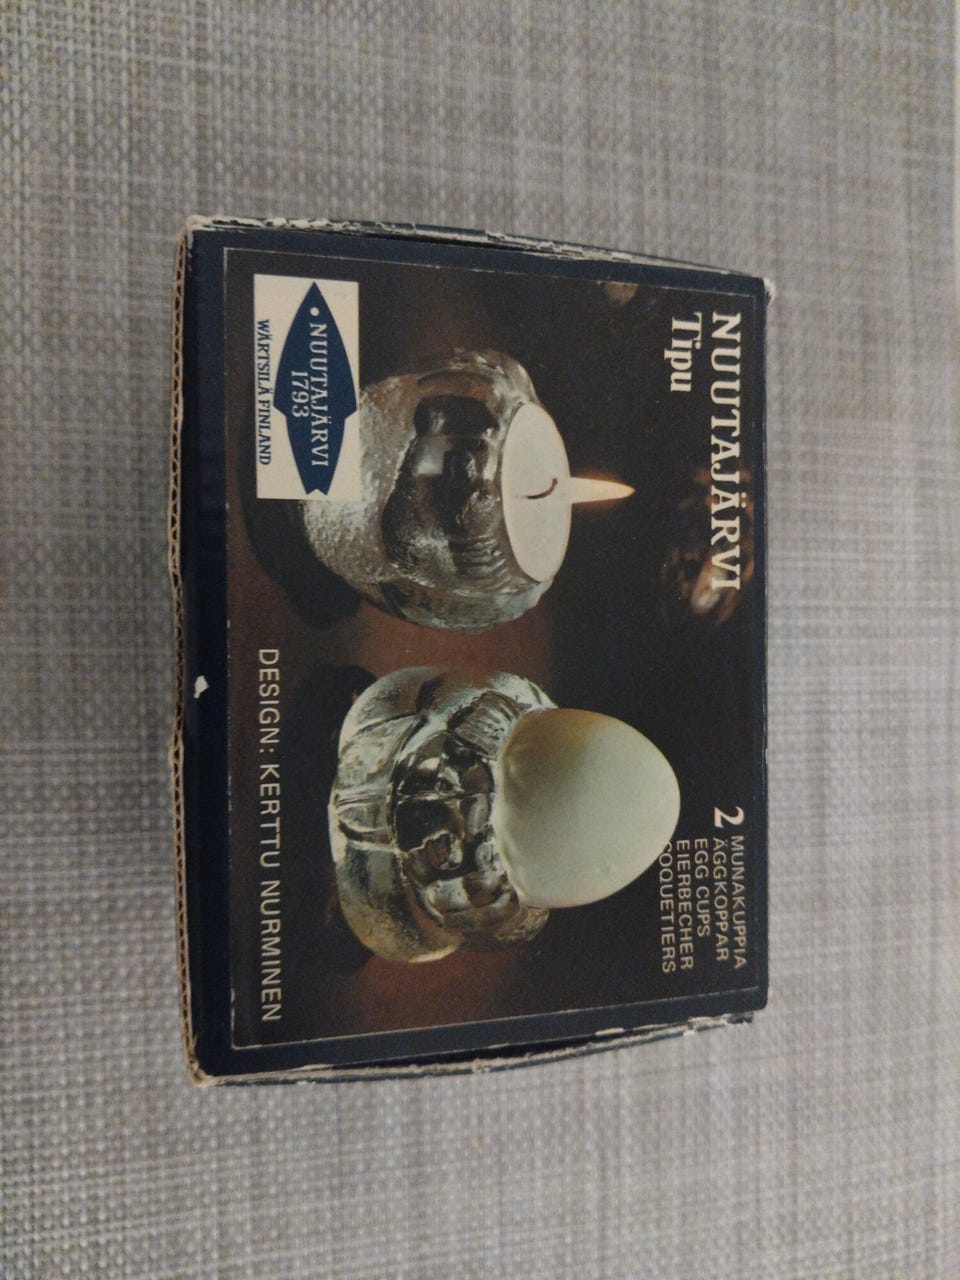 NUUTAJÄRVI
Tipu
2 MUNAKUPPIA
ÄGGKOPPAR
EGG CUPS
EIERBECHER
COQUETIERS
NUUTAJÄRVI
1793
WÄRTSILÄ FINLAND
DESIGN: KERTTU NURMINEN